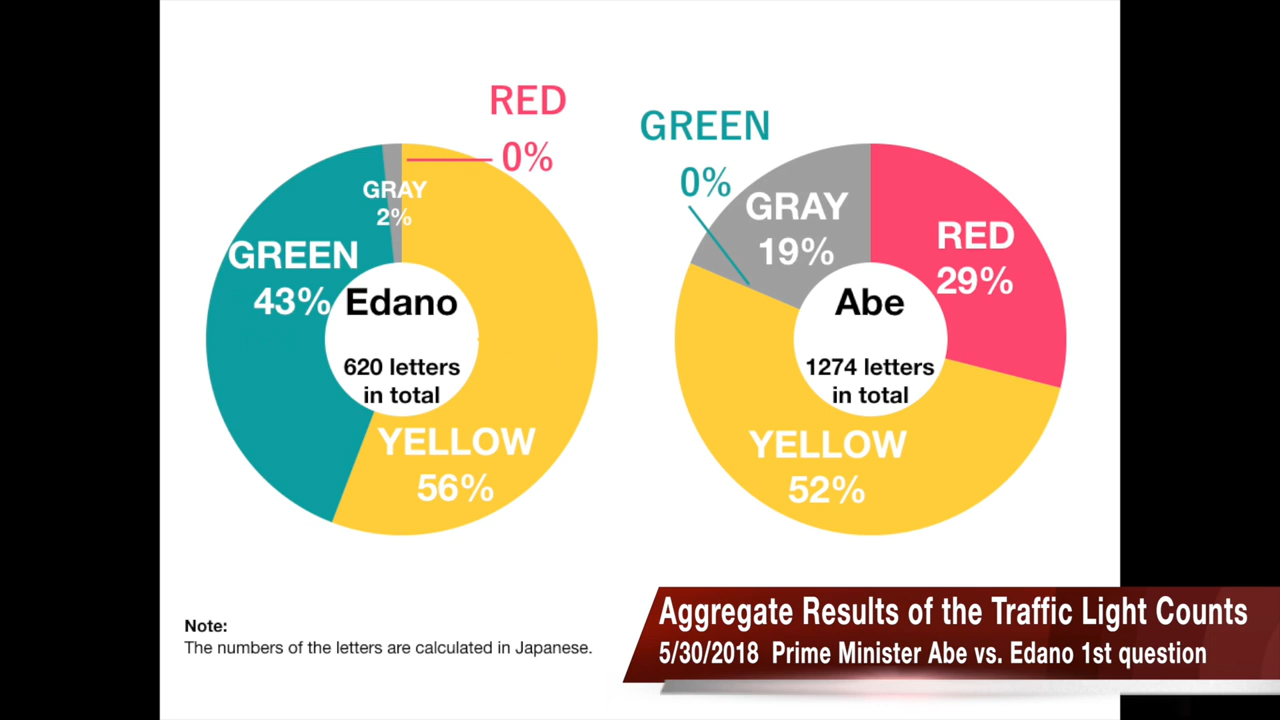 RED
0%
GRAY
2%
GREEN
43%
Edano
620 letters
in total
YELLOW
56%
GREEN
0%
GRAY
19%
RED
29%
Abe
1274 letters
in total
YELLOW
52%
Note:
The numbers of the letters are calculated in Japanese.
Aggregate Results of the Traffic Light Counts
5/30/2018 Prime Minister Abe vs. Edano 1st question